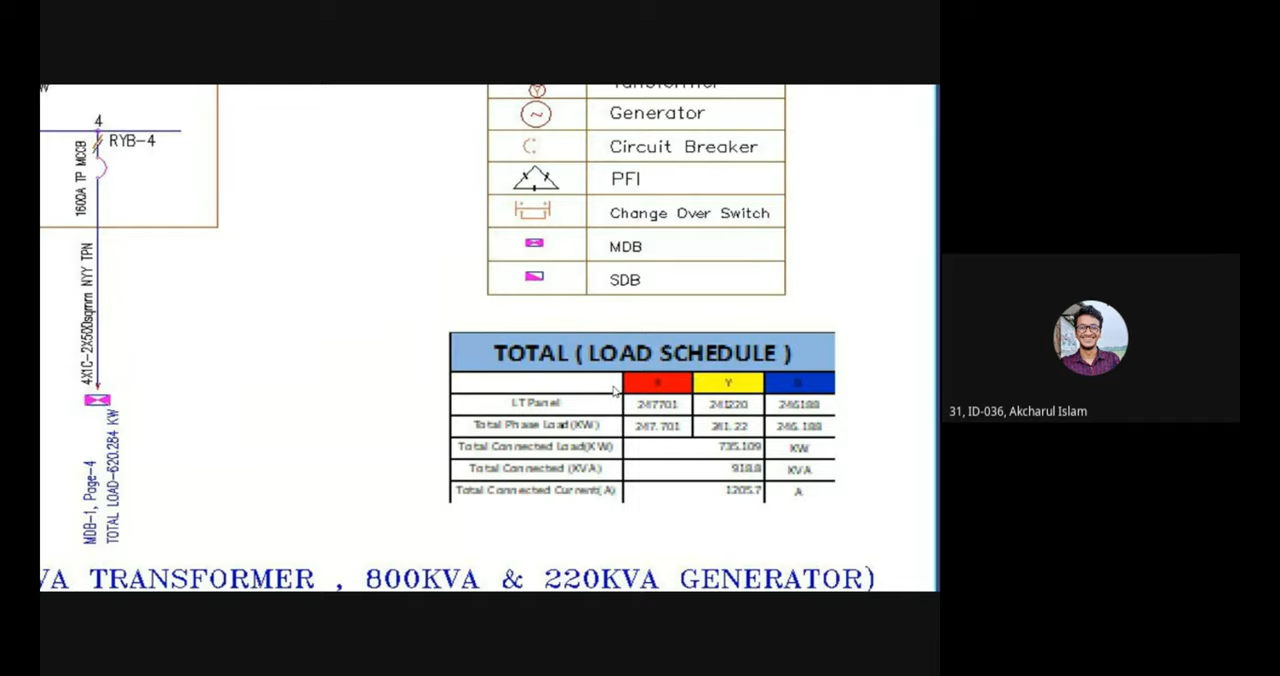 4
RYB-4
1600A TP MCCB
4X1C-2X500sqmm NYY TPN
MDB-1, Page-4
TOTAL LOAD-620.284 KW
Transformer
Generator
Circuit Breaker
PFI
Change Over Switch
MDB
SDB
TOTAL ( LOAD SCHEDULE )
R Y B
LT Panel 247701 241220 246188
Total Phase Load(KW) 247.701 241.22 246.188
Total Connected Load(KW) 735.109 KW
Total Connected (KVA) 918.8 KVA
Total Connected Current(A) 1205.7 A
VA TRANSFORMER , 800KVA & 220KVA GENERATOR)
31, ID-036, Akcharul Islam